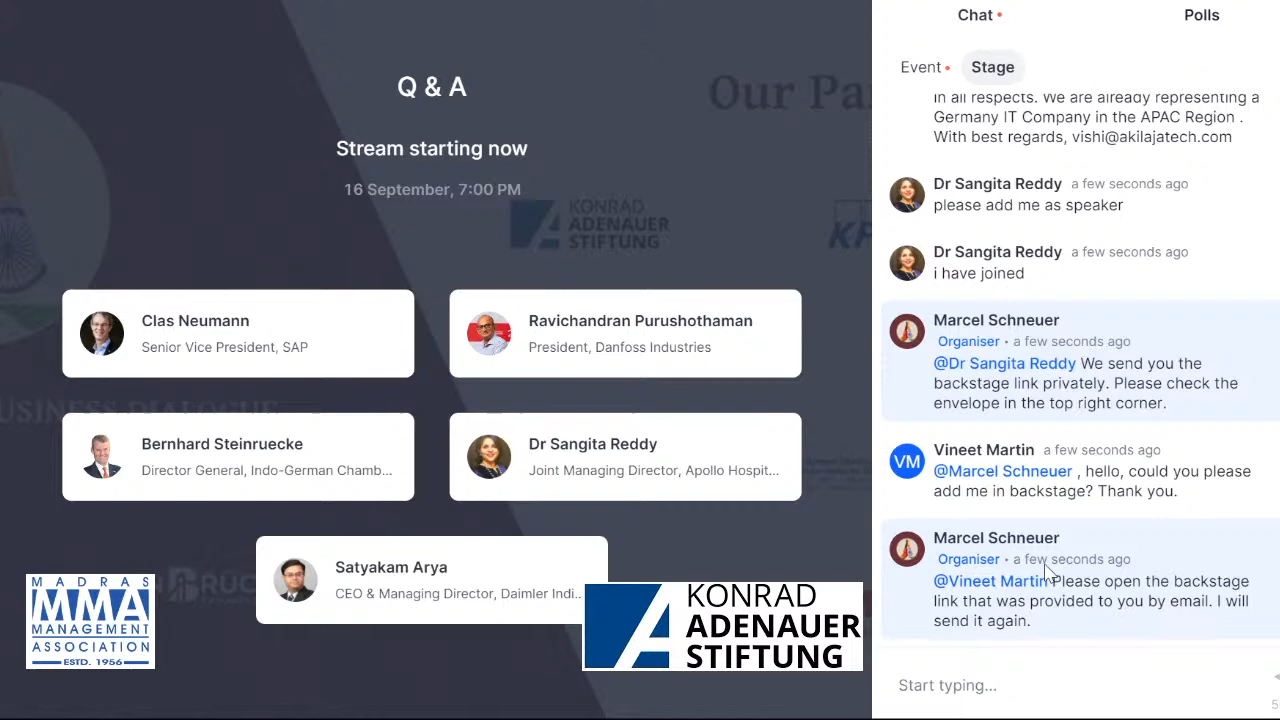 Q & A
Stream starting now
16 September, 7:00 PM
Our Pa
KONRAD
ADENAUER
STIFTUNG
Clas Neumann
Senior Vice President, SAP
Ravichandran Purushothaman
President, Danfoss Industries
USINESS DIALOGUE
Bernhard Steinruecke
Director General, Indo-German Chamb...
Dr Sangita Reddy
Joint Managing Director, Apollo Hospit...
Satyakam Arya
CEO & Managing Director, Daimler Indi...
MADRAS
MMA
MANAGEMENT
ASSOCIATION
ESTD. 1956
KONRAD
ADENAUER
STIFTUNG
Chat
Polls
Event
Stage
in all respects. We are already representing a
Germany IT Company in the APAC Region .
With best regards, vishi@akilajatech.com
Dr Sangita Reddy a few seconds ago
please add me as speaker
Dr Sangita Reddy a few seconds ago
i have joined
Marcel Schneuer
Organiser • a few seconds ago
@Dr Sangita Reddy We send you the
backstage link privately. Please check the
envelope in the top right corner.
VM
Vineet Martin a few seconds ago
@Marcel Schneuer , hello, could you please
add me in backstage? Thank you.
Marcel Schneuer
Organiser • a few seconds ago
@Vineet Martin Please open the backstage
link that was provided to you by email. I will
send it again.
Start typing...